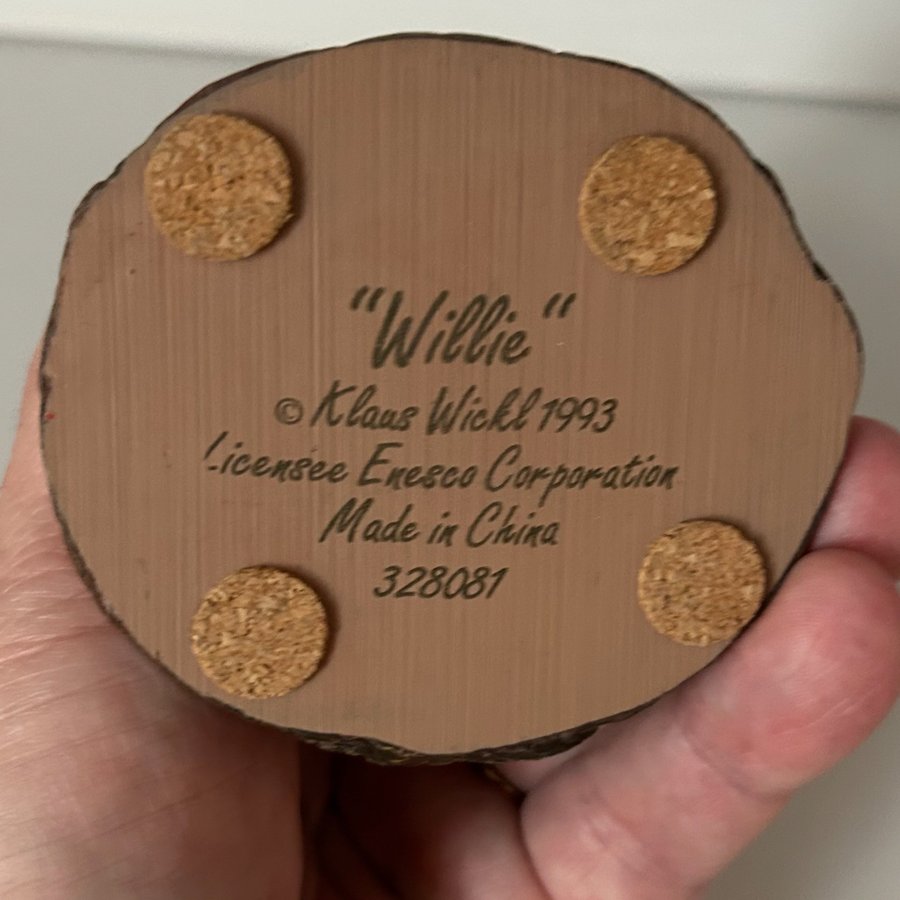 "Willie"
© Klaus Wickl 1993
Licensee Enesco Corporation
Made in China
328081